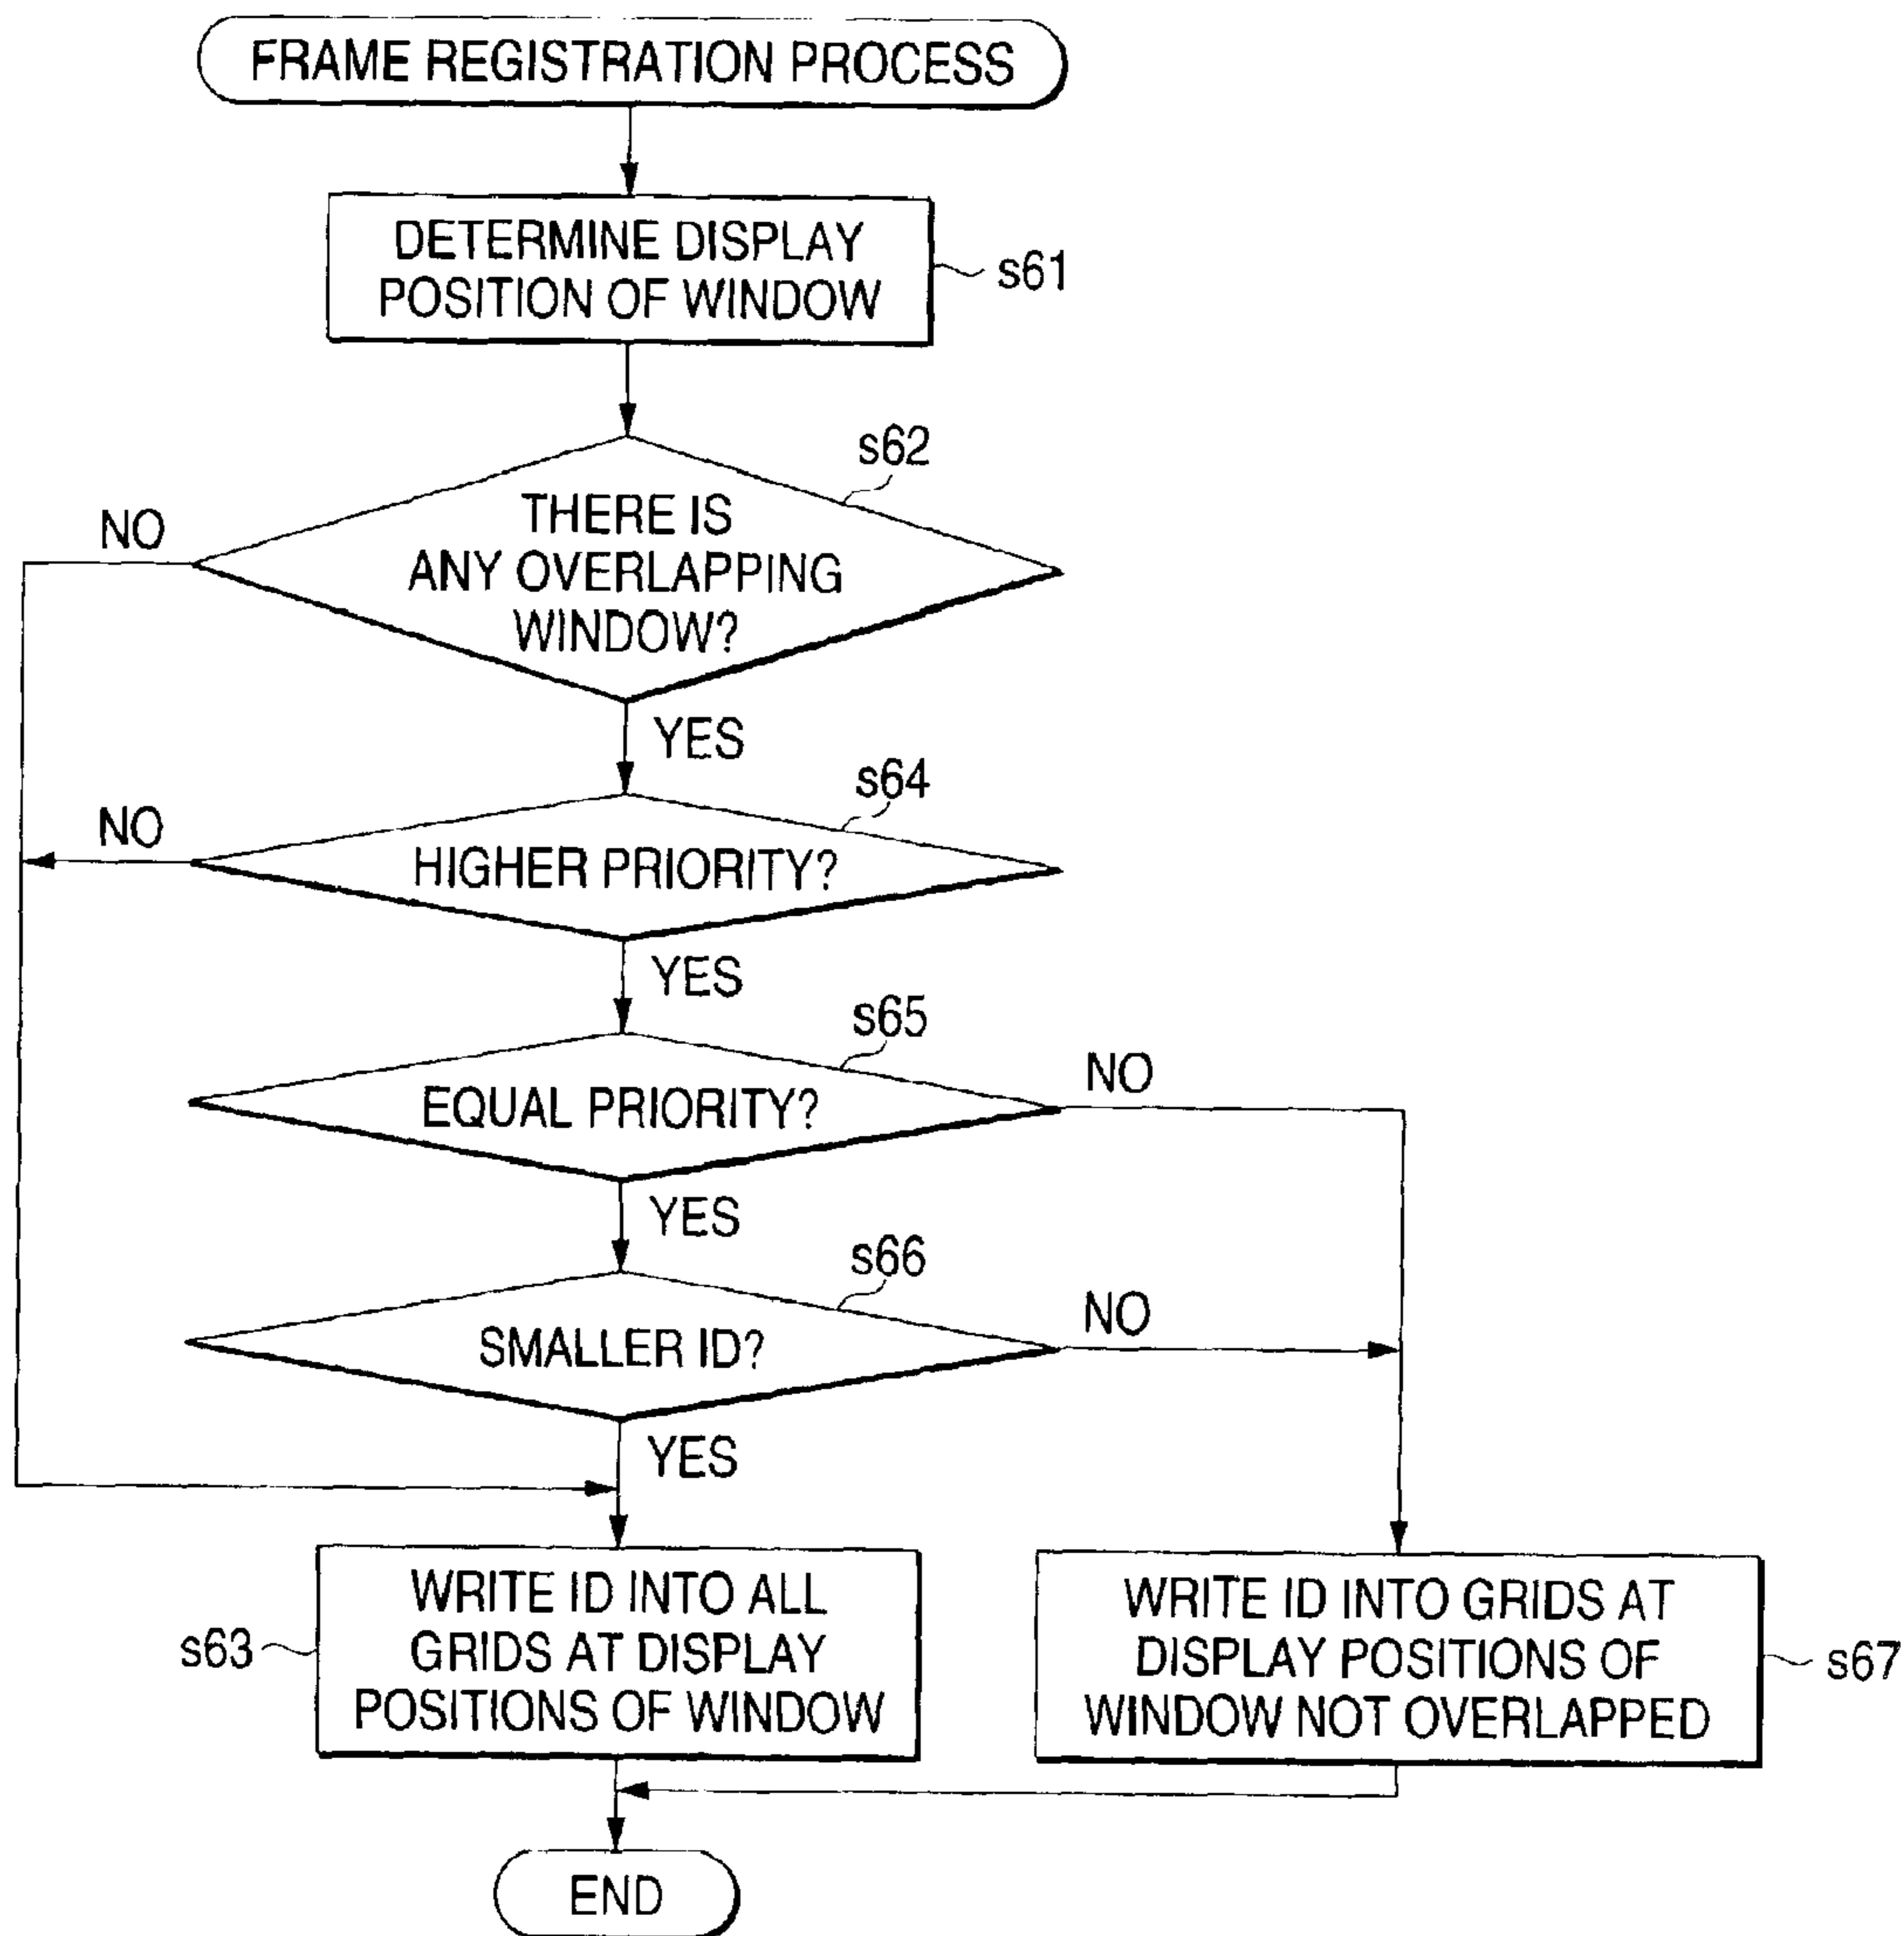 FRAME REGISTRATION PROCESS
DETERMINE DISPLAY
POSITION OF WINDOW
s61
s62
THERE IS
ANY OVERLAPPING
WINDOW?
NO
YES
s64
NO
HIGHER PRIORITY?
YES
s65
EQUAL PRIORITY?
NO
YES
s66
SMALLER ID?
NO
YES
s63
WRITE ID INTO ALL
GRIDS AT DISPLAY
POSITIONS OF WINDOW
WRITE ID INTO GRIDS AT
DISPLAY POSITIONS OF
WINDOW NOT OVERLAPPED
s67
END